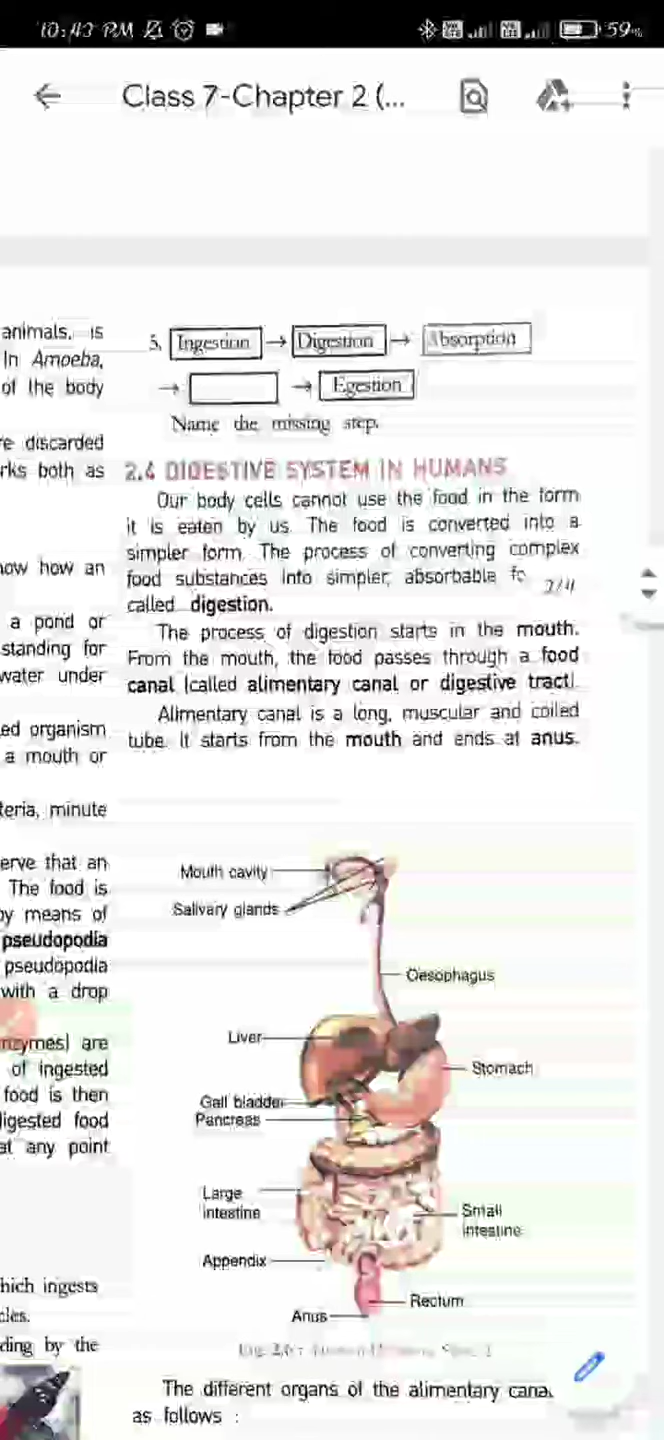 10:43 PM
59%
Class 7-Chapter 2 (...
animals, is
In Amoeba,
of the body
re discarded
rks both as
now how an
a pond or
standing for
water under
ed organism
a mouth or
teria, minute
erve that an
The food is
by means of
pseudopodia
pseudopodia
with a drop
nzymes) are
of ingested
food is then
digested food
at any point
hich ingests
cles.
ding by the
5. Ingestion → Digestion → Absorption
→ → Egestion
Name the missing step.
2.4 DIGESTIVE SYSTEM IN HUMANS
Our body cells cannot use the food in the form
it is eaten by us. The food is converted into a
simpler form. The process of converting complex
food substances into simpler, absorbable fo
2/4
called digestion.
The process of digestion starts in the mouth.
From the mouth, the food passes through a food
canal (called alimentary canal or digestive tract).
Alimentary canal is a long, muscular and coiled
tube. It starts from the mouth and ends at anus.
Mouth cavity
Salivary glands
Oesophagus
Liver
Stomach
Gall bladder
Pancreas
Large
intestine
Small
intestine
Appendix
Rectum
Anus
The different organs of the alimentary canal
as follows :